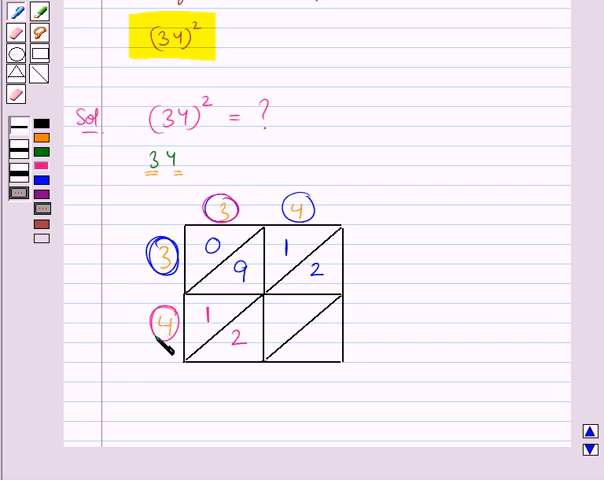 (34)²
Sol (34)² = ?
34
3 4
3 0 9 1 2
4 1 2